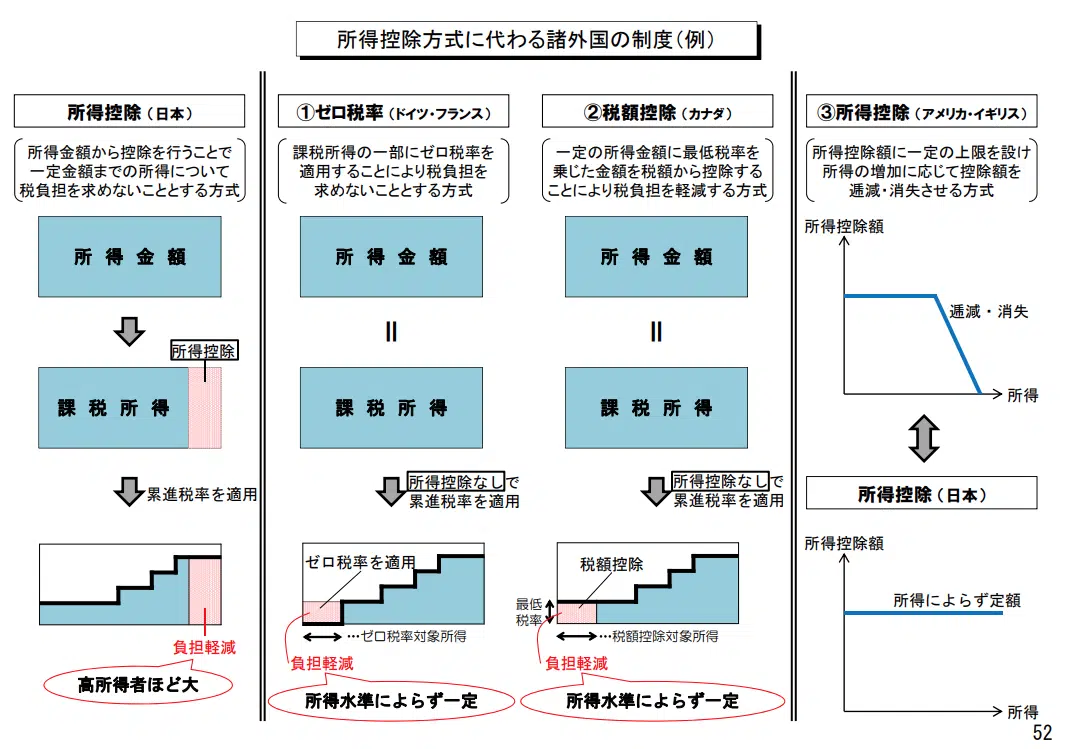 所得控除方式に代わる諸外国の制度（例）
所得控除（日本）
所得金額から控除を行うことで
一定金額までの所得について
税負担を求めないこととする方式
所得金額
所得控除
課税所得
累進税率を適用
負担軽減
高所得者ほど大
①ゼロ税率（ドイツ・フランス）
課税所得の一部にゼロ税率を
適用することにより税負担を
求めないこととする方式
所得金額
＝
課税所得
所得控除なしで
累進税率を適用
ゼロ税率を適用
…ゼロ税率対象所得
負担軽減
所得水準によらず一定
②税額控除（カナダ）
一定の所得金額に最低税率を
乗じた金額を税額から控除する
ことにより税負担を軽減する方式
所得金額
＝
課税所得
所得控除なしで
累進税率を適用
税額控除
最低
税率
…税額控除対象所得
負担軽減
所得水準によらず一定
③所得控除（アメリカ・イギリス）
所得控除額に一定の上限を設け
所得の増加に応じて控除額を
逓減・消失させる方式
所得控除額
逓減・消失
所得
所得控除（日本）
所得控除額
所得によらず定額
所得
52